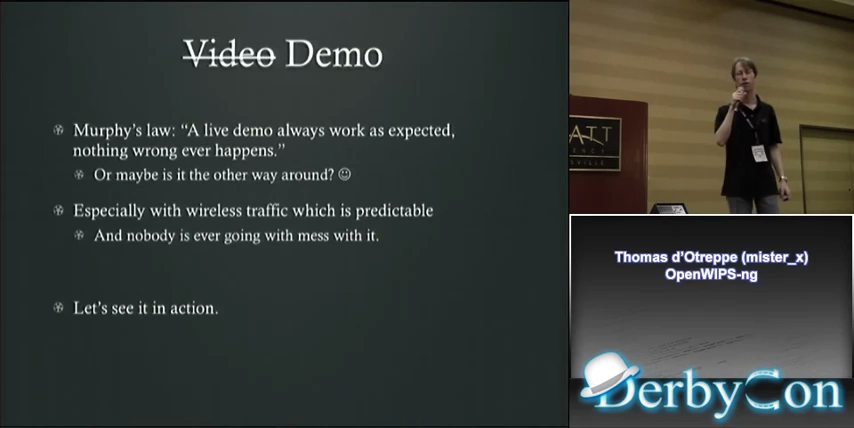 Video Demo
Murphy's law: "A live demo always work as expected,
nothing wrong ever happens."
Or maybe is it the other way around? ☺
Especially with wireless traffic which is predictable
And nobody is ever going with mess with it.
Let's see it in action.
ATT
Thomas d'Otreppe (mister_x)
OpenWIPS-ng
DerbyCon